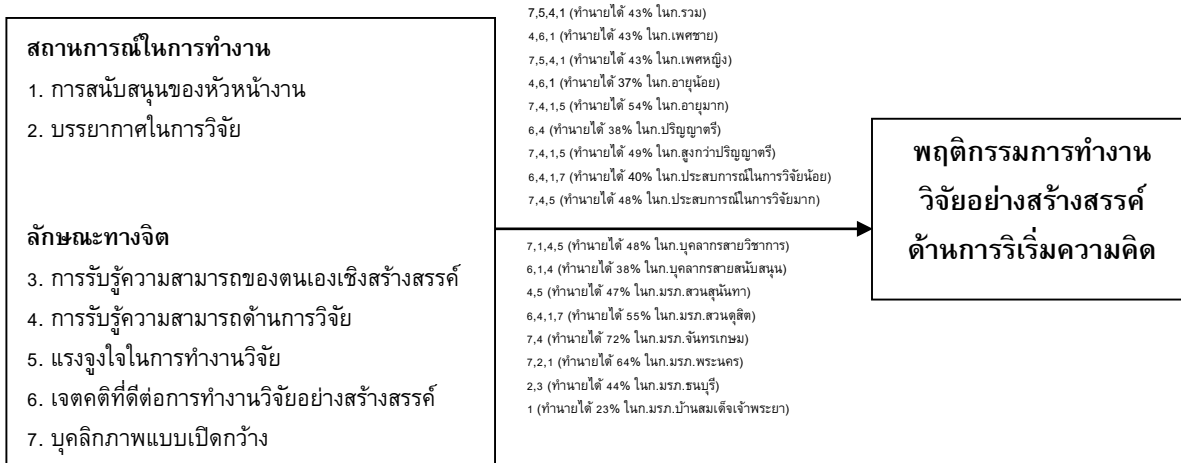 สถานการณ์ในการทำงาน
1. การสนับสนุนของหัวหน้างาน
2. บรรยากาศในการวิจัย
ลักษณะทางจิต
3. การรับรู้ความสามารถของตนเองเชิงสร้างสรรค์
4. การรับรู้ความสามารถด้านการวิจัย
5. แรงจูงใจในการทำงานวิจัย
6. เจตคติที่ดีต่อการทำงานวิจัยอย่างสร้างสรรค์
7. บุคลิกภาพแบบเปิดกว้าง
7,5,4,1 (ทำนายได้ 43% ในก.รวม)
4,6,1 (ทำนายได้ 43% ในก.เพศชาย)
7,5,4,1 (ทำนายได้ 43% ในก.เพศหญิง)
4,6,1 (ทำนายได้ 37% ในก.อายุน้อย)
7,4,1,5 (ทำนายได้ 54% ในก.อายุมาก)
6,4 (ทำนายได้ 38% ในก.ปริญญาตรี)
7,4,1,5 (ทำนายได้ 49% ในก.สูงกว่าปริญญาตรี)
6,4,1,7 (ทำนายได้ 40% ในก.ประสบการณ์ในการวิจัยน้อย)
7,4,5 (ทำนายได้ 48% ในก.ประสบการณ์ในการวิจัยมาก)
7,1,4,5 (ทำนายได้ 48% ในก.บุคลากรสายวิชาการ)
6,1,4 (ทำนายได้ 38% ในก.บุคลากรสายสนับสนุน)
4,5 (ทำนายได้ 47% ในก.มรภ.สวนสุนันทา)
6,4,1,7 (ทำนายได้ 55% ในก.มรภ.สวนดุสิต)
7,4 (ทำนายได้ 72% ในก.มรภ.จันทรเกษม)
7,2,1 (ทำนายได้ 64% ในก.มรภ.พระนคร)
2,3 (ทำนายได้ 44% ในก.มรภ.ธนบุรี)
1 (ทำนายได้ 23% ในก.มรภ.บ้านสมเด็จเจ้าพระยา)
พฤติกรรมการทำงาน
วิจัยอย่างสร้างสรรค์
ด้านการริเริ่มความคิด